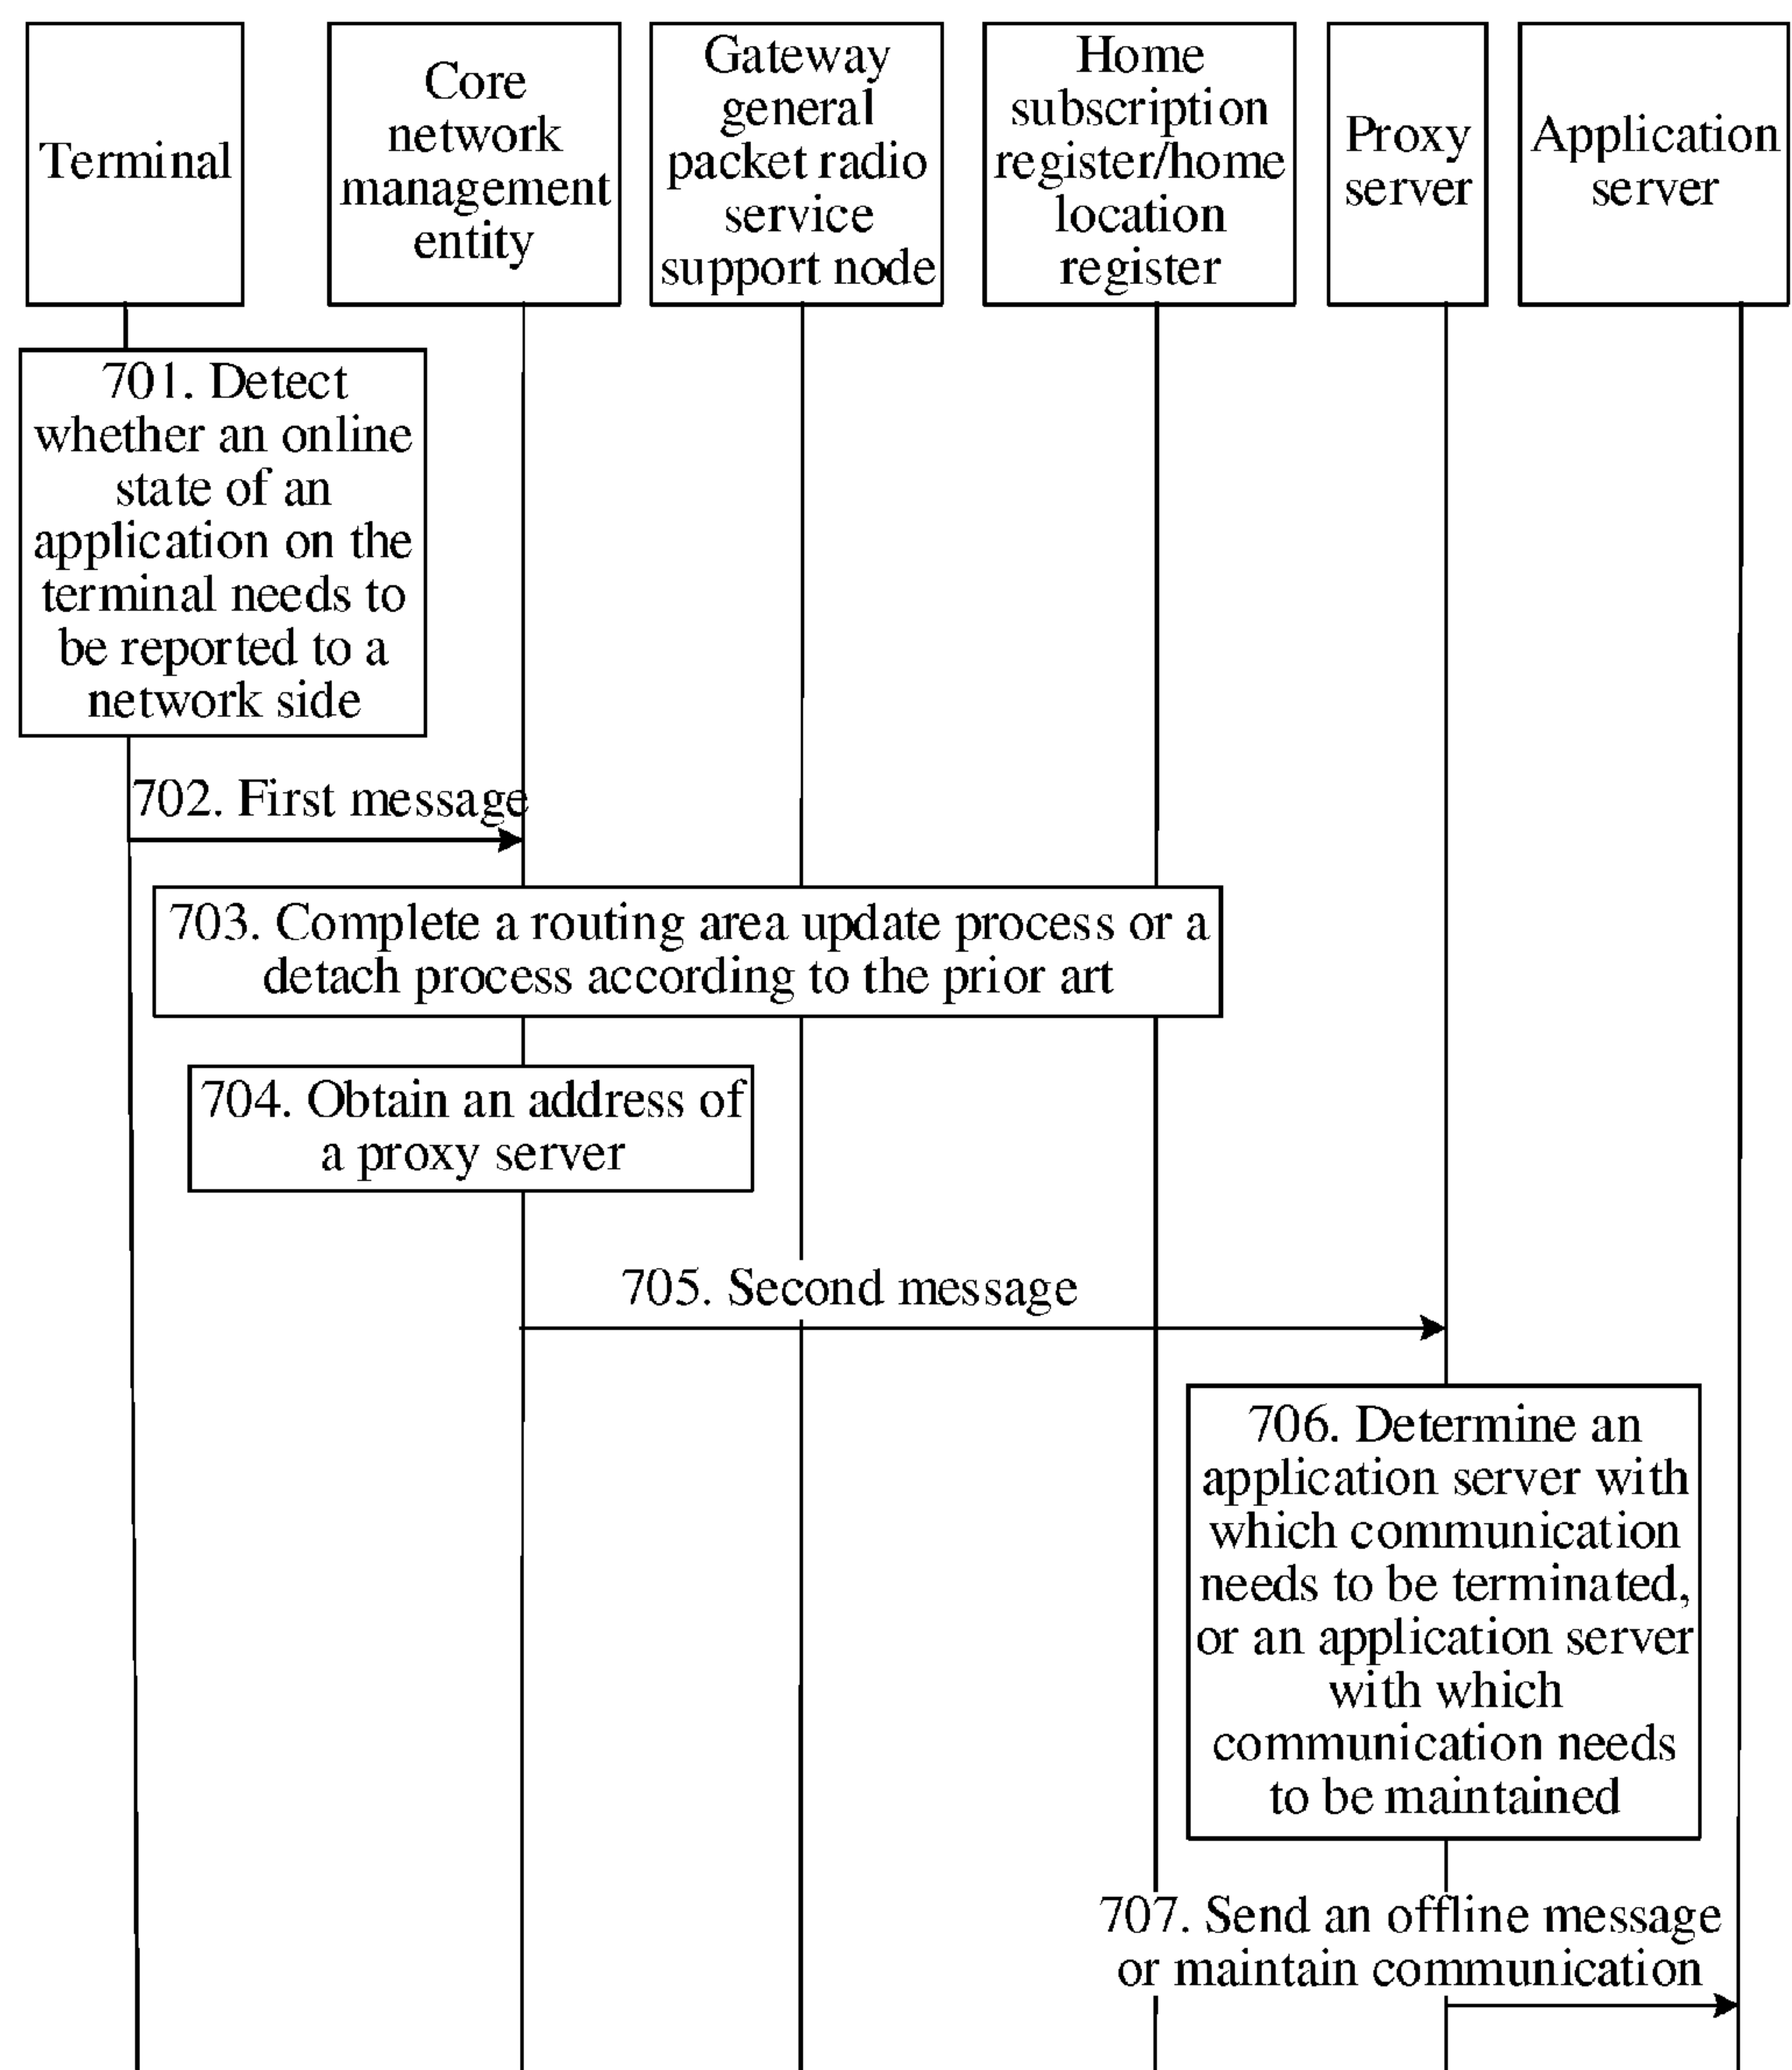 Terminal
Core
network
management
entity
Gateway
general
packet radio
service
support node
Home
subscription
register/home
location
register
Proxy
server
Application
server
701. Detect
whether an online
state of an
application on the
terminal needs to
be reported to a
network side
702. First message
703. Complete a routing area update process or a
detach process according to the prior art
704. Obtain an address of
a proxy server
705. Second message
706. Determine an
application server with
which communication
needs to be terminated,
or an application server
with which
communication needs
to be maintained
707. Send an offline message
or maintain communication